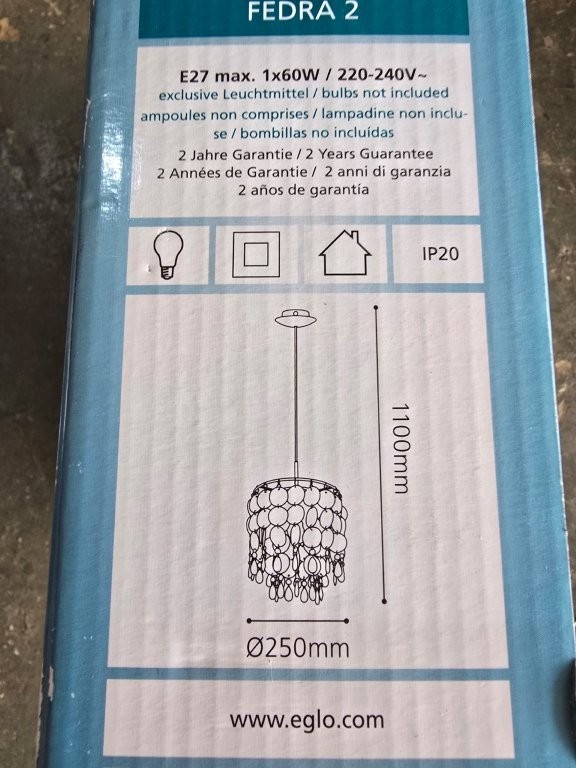 FEDRA 2
E27 max. 1x60W / 220-240V~
exclusive Leuchtmittel / bulbs not included
ampoules non comprises / lampadine non inclu-
se / bombillas no incluídas
2 Jahre Garantie / 2 Years Guarantee
2 Années de Garantie / 2 anni di garanzia
2 años de garantía
IP20
1100mm
Ø250mm
www.eglo.com